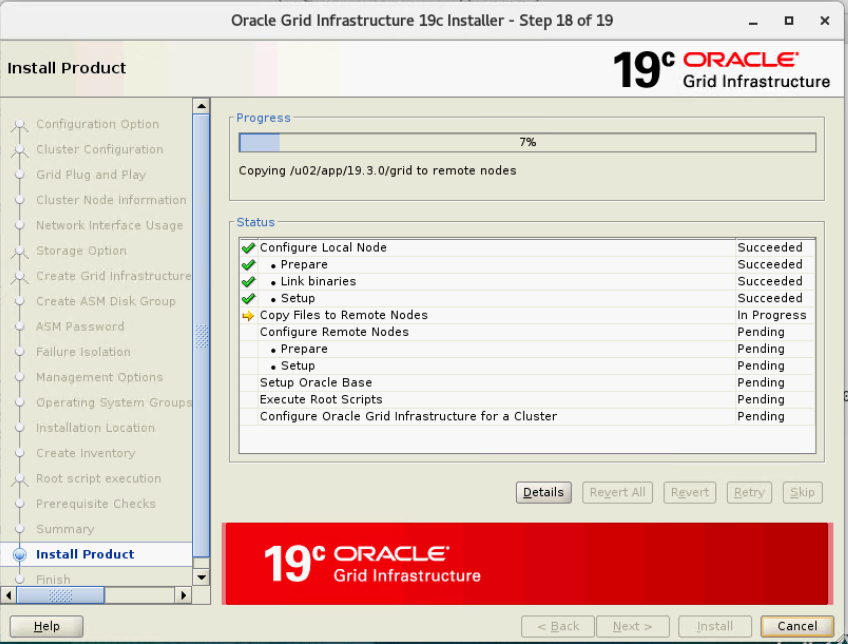 Oracle Grid Infrastructure 19c Installer - Step 18 of 19
Install Product
19c ORACLE
Grid Infrastructure
Configuration Option
Cluster Configuration
Grid Plug and Play
Cluster Node Information
Network Interface Usage
Storage Option
Create Grid Infrastructure
Create ASM Disk Group
ASM Password
Failure Isolation
Management Options
Operating System Groups
Installation Location
Create Inventory
Root script execution
Prerequisite Checks
Summary
Install Product
Finish
Progress
7%
Copying /u02/app/19.3.0/grid to remote nodes
Status
Configure Local Node Succeeded
• Prepare Succeeded
• Link binaries Succeeded
• Setup Succeeded
Copy Files to Remote Nodes In Progress
Configure Remote Nodes Pending
• Prepare Pending
• Setup Pending
Setup Oracle Base Pending
Execute Root Scripts Pending
Configure Oracle Grid Infrastructure for a Cluster Pending
Details Revert All Revert Retry Skip
19c ORACLE
Grid Infrastructure
Help < Back Next > Install Cancel